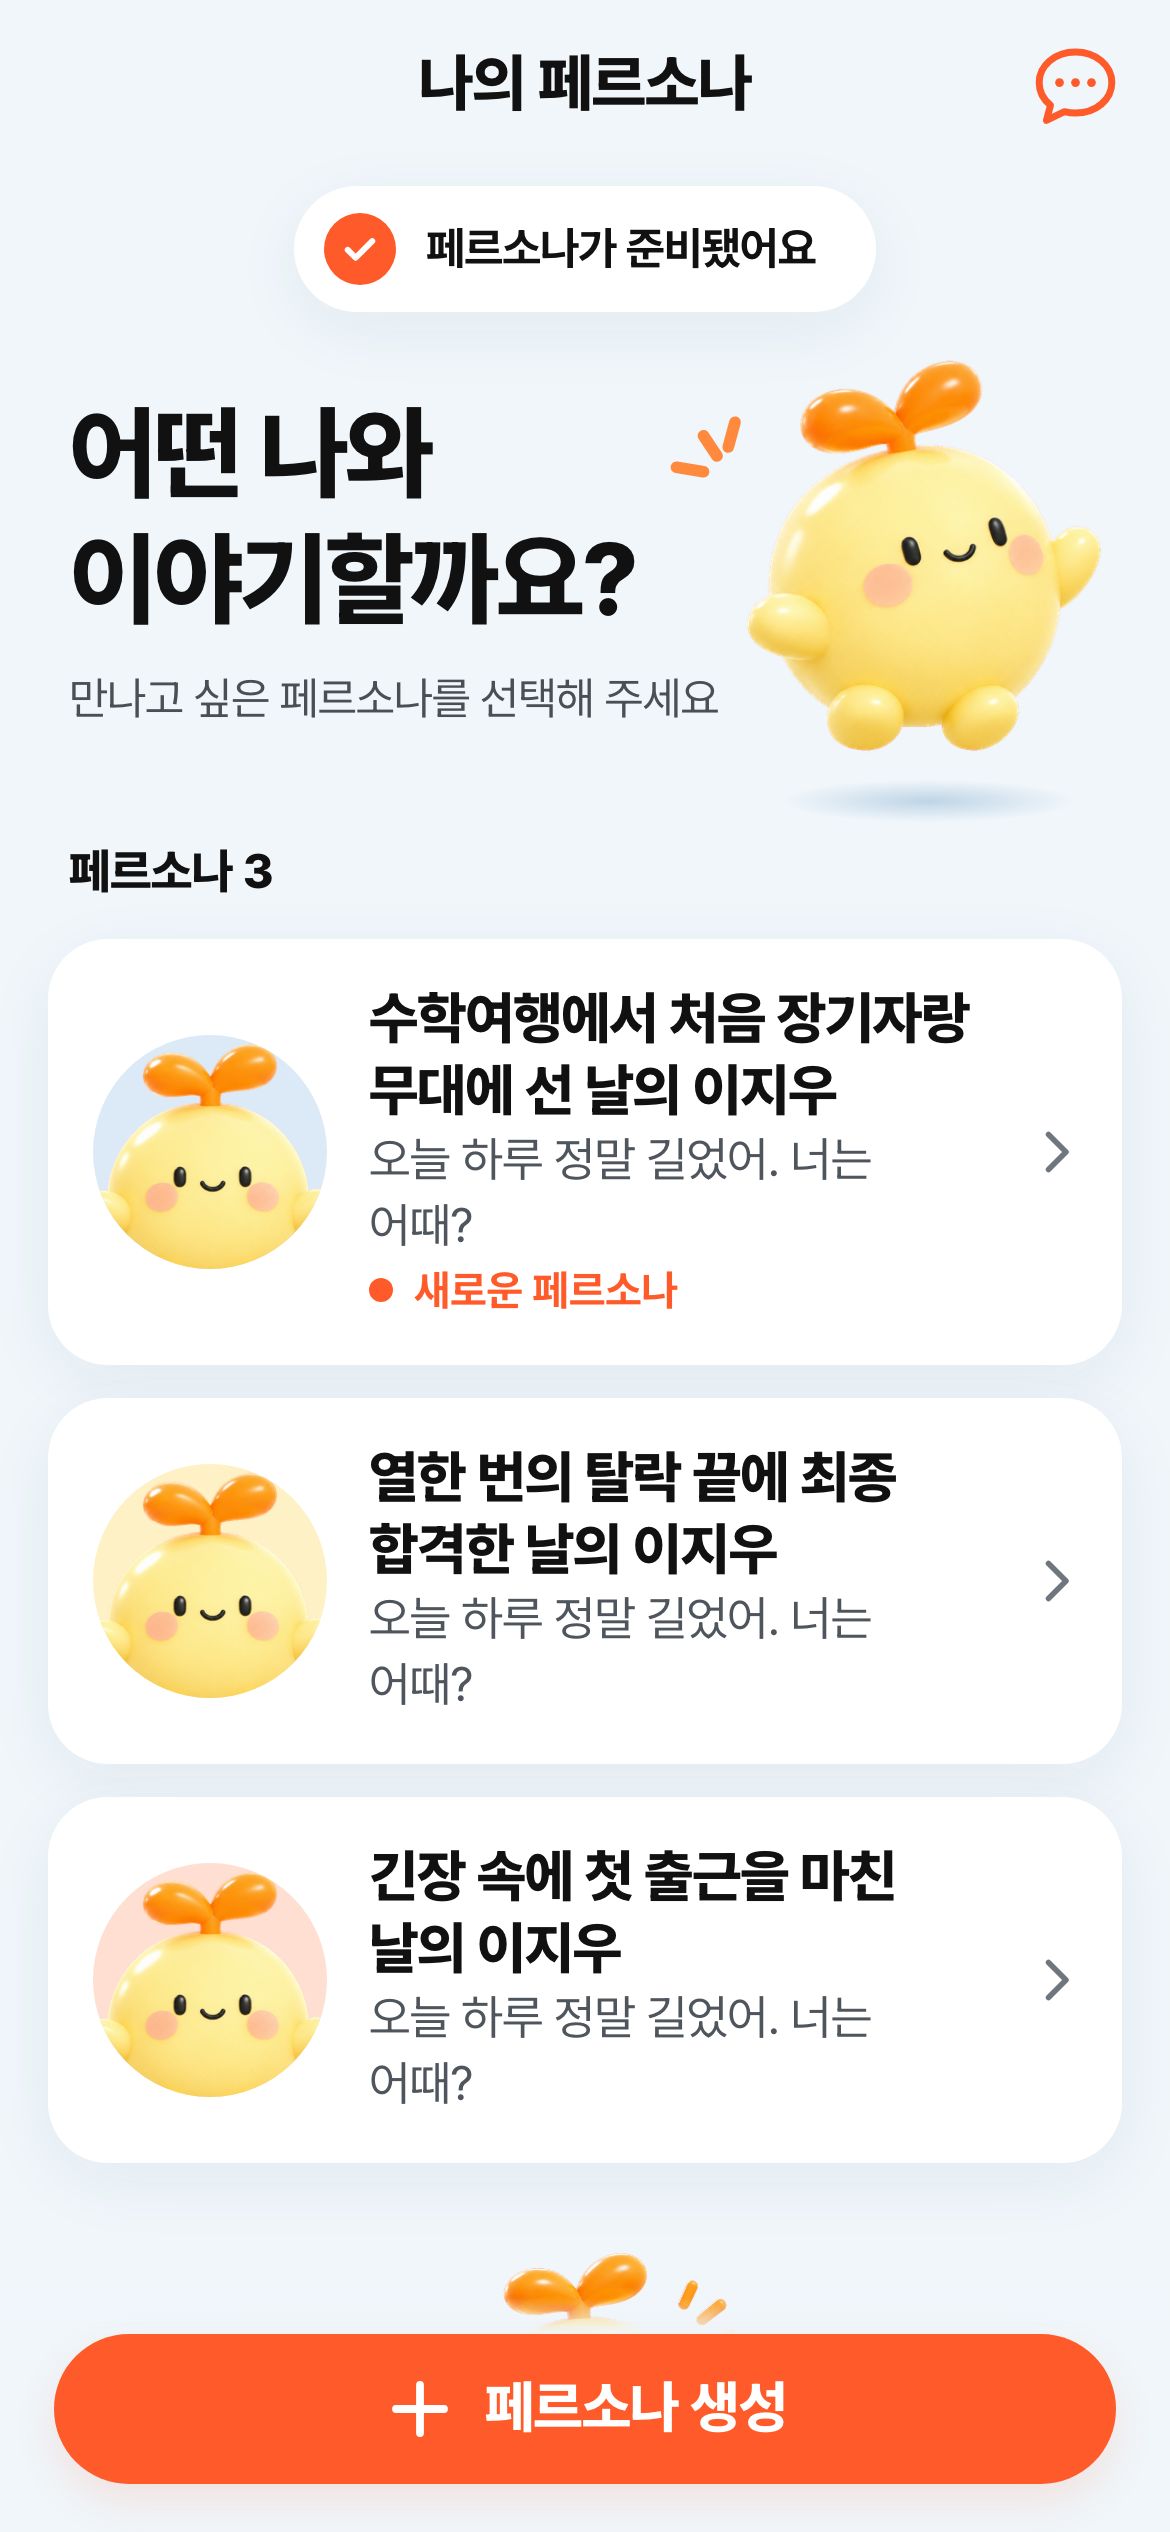 나의 페르소나
페르소나가 준비됐어요
어떤 나와
이야기할까요?
만나고 싶은 페르소나를 선택해 주세요
페르소나 3
수학여행에서 처음 장기자랑
무대에 선 날의 이지우
오늘 하루 정말 길었어. 너는
어때?
새로운 페르소나
열한 번의 탈락 끝에 최종
합격한 날의 이지우
오늘 하루 정말 길었어. 너는
어때?
긴장 속에 첫 출근을 마친
날의 이지우
오늘 하루 정말 길었어. 너는
어때?
페르소나 생성